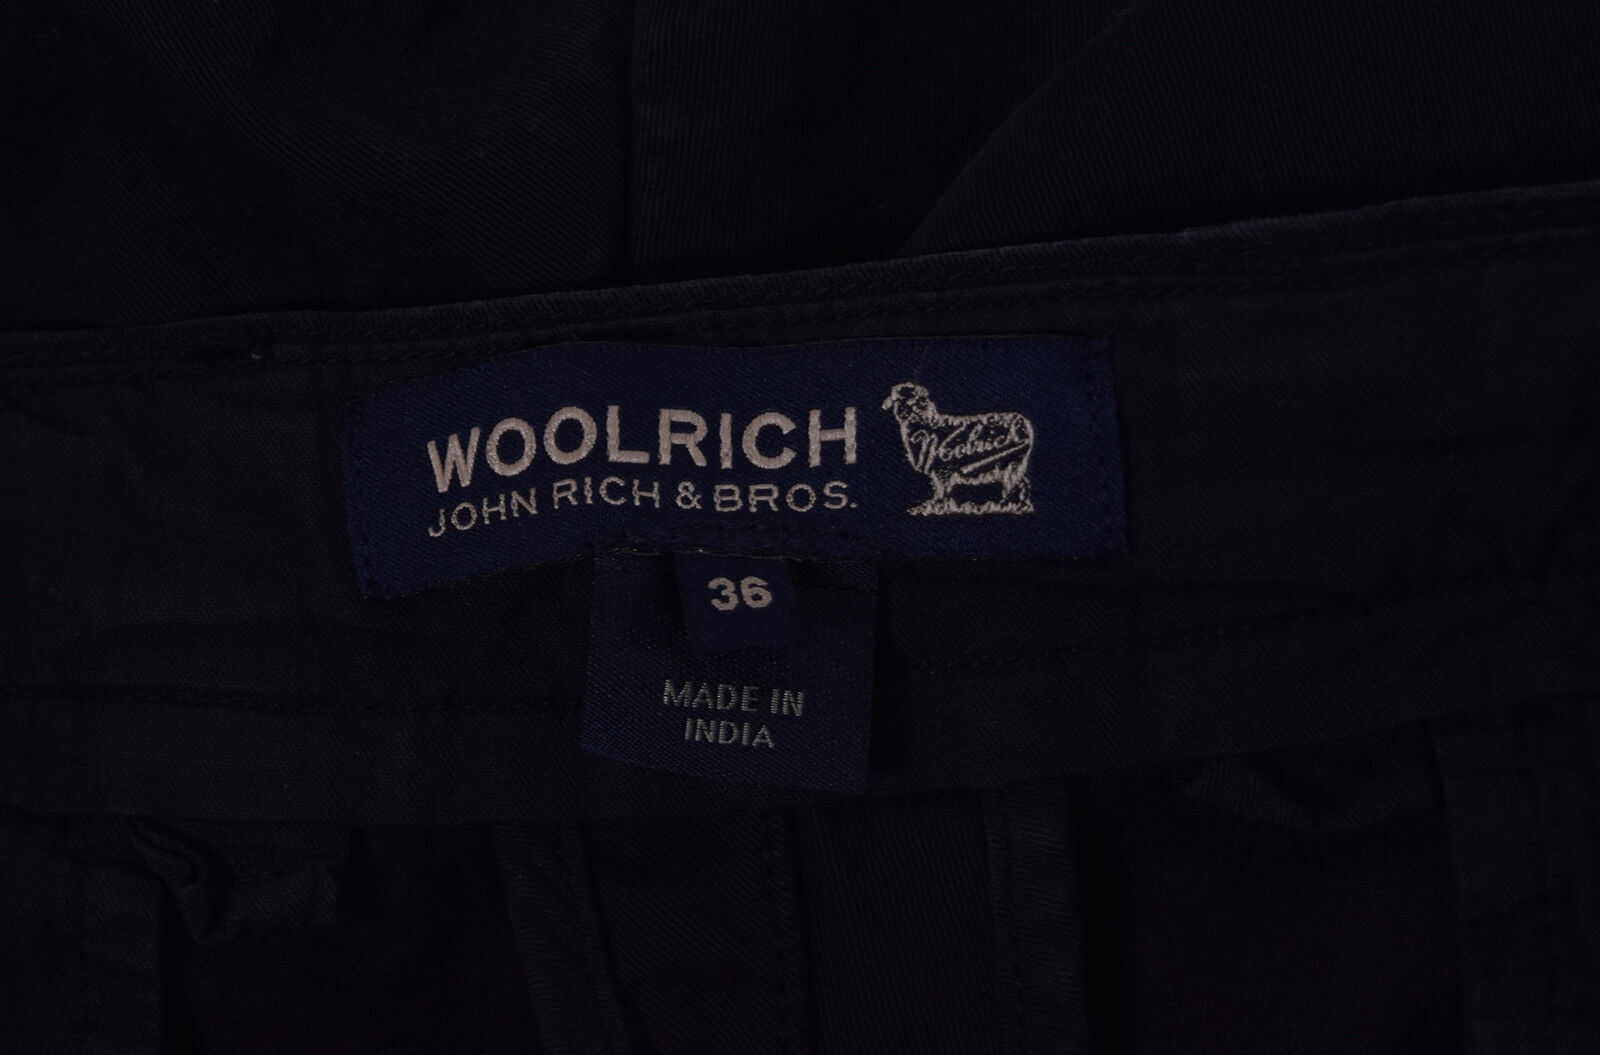 WOOLRICH
Woolrich
JOHN RICH & BROS.
36
MADE IN
INDIA